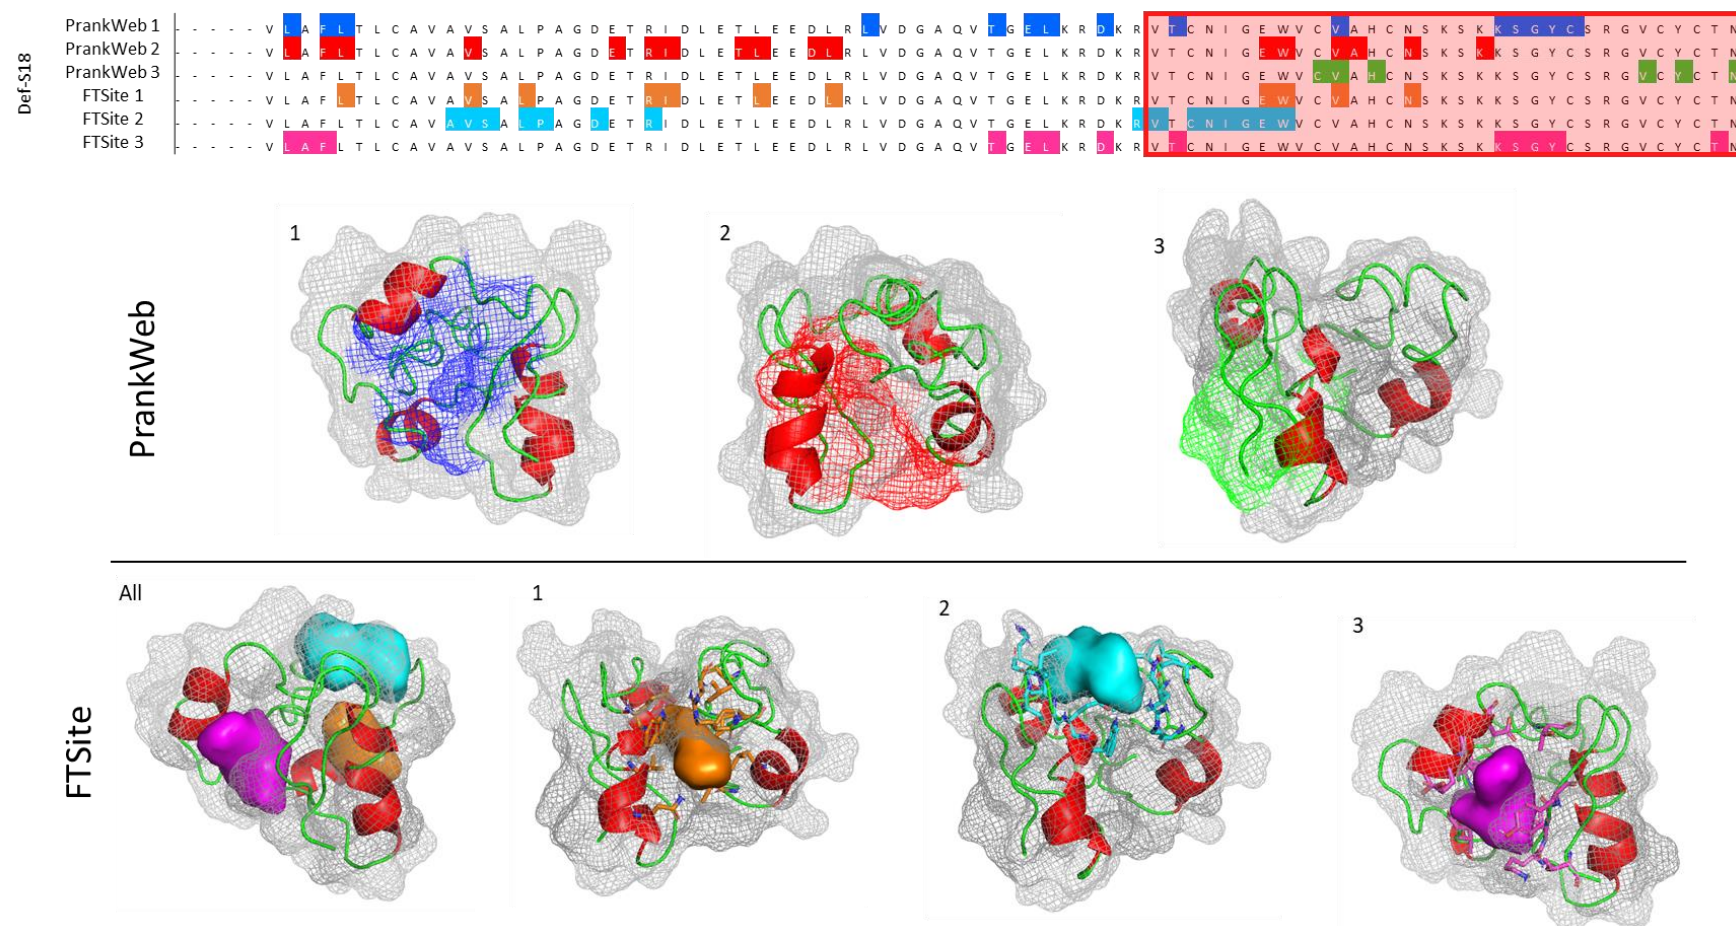 Def-S18
PrankWeb 1 - - - - - V L A F L T L C A V A V S A L P A G D E T R I D L E T L E E D L R L V D G A Q V T G E L K R D K R V T C N I G E W V C V A H C N S K S K K S G Y C S R G V C Y C T N
PrankWeb 2 - - - - - V L A F L T L C A V A V S A L P A G D E T R I D L E T L E E D L R L V D G A Q V T G E L K R D K R V T C N I G E W V C V A H C N S K S K K S G Y C S R G V C Y C T N
PrankWeb 3 - - - - - V L A F L T L C A V A V S A L P A G D E T R I D L E T L E E D L R L V D G A Q V T G E L K R D K R V T C N I G E W V C V A H C N S K S K K S G Y C S R G V C Y C T N
FTSite 1 - - - - - V L A F L T L C A V A V S A L P A G D E T R I D L E T L E E D L R L V D G A Q V T G E L K R D K R V T C N I G E W V C V A H C N S K S K K S G Y C S R G V C Y C T N
FTSite 2 - - - - - V L A F L T L C A V A V S A L P A G D E T R I D L E T L E E D L R L V D G A Q V T G E L K R D K R V T C N I G E W V C V A H C N S K S K K S G Y C S R G V C Y C T N
FTSite 3 - - - - - V L A F L T L C A V A V S A L P A G D E T R I D L E T L E E D L R L V D G A Q V T G E L K R D K R V T C N I G E W V C V A H C N S K S K K S G Y C S R G V C Y C T N
PrankWeb
1
2
3
FTSite
All
1
2
3